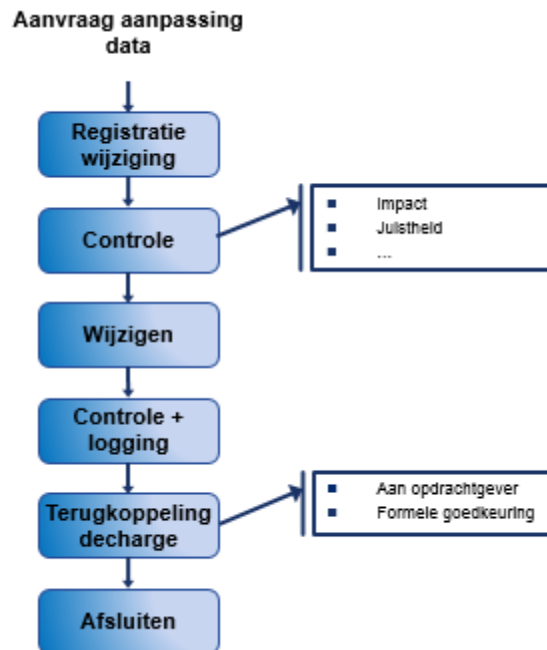 Aanvraag aanpassing
data
Registratie
wijziging
Controle
Impact
Juistheid
...
Wijzigen
Controle +
logging
Terugkoppeling
decharge
Aan opdrachtgever
Formele goedkeuring
Afsluiten